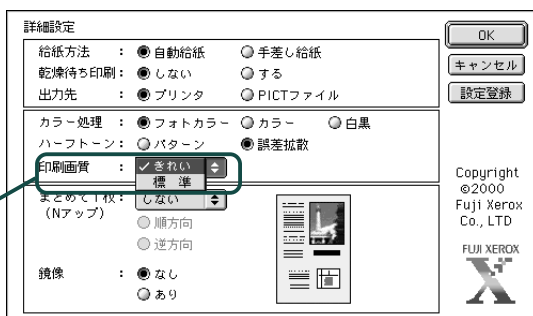 詳細設定
給紙方法 : 自動給紙 手差し給紙
乾燥待ち印刷: しない する
出力先 : プリンタ PICTファイル
カラー処理 : フォトカラー カラー 白黒
ハーフトーン: パターン 誤差拡散
印刷画質 : ✓きれい
標 準
まとめて1枚: しない
(Nアップ)
順方向
逆方向
鏡像 : なし
あり
OK
キャンセル
設定登録
Copyright
©2000
Fuji Xerox
Co., LTD
FUJI XEROX